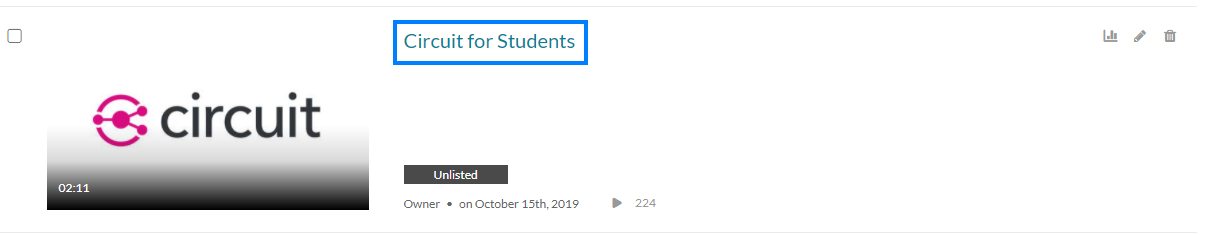 Circuit for Students
circuit
02:11
Unlisted
Owner • on October 15th, 2019 224